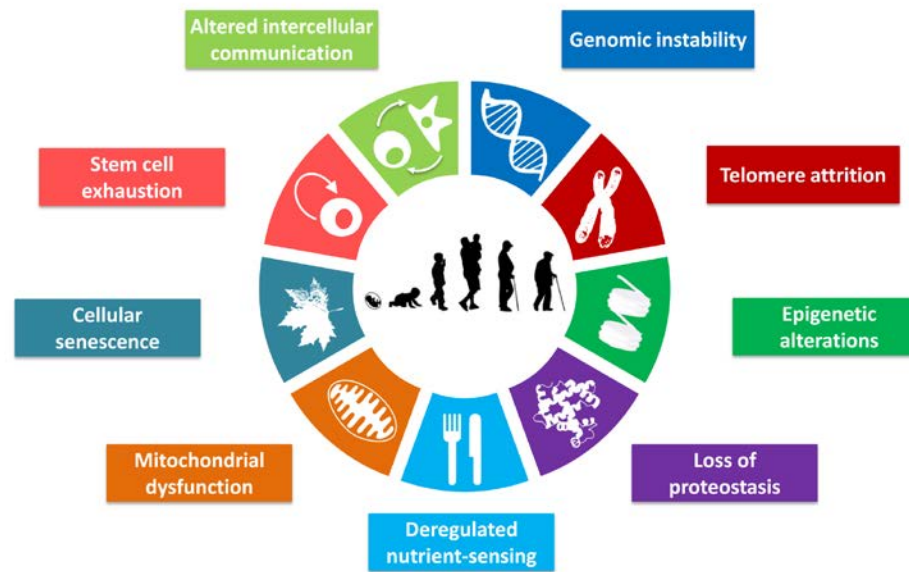 Altered intercellular
communication
Genomic instability
Stem cell
exhaustion
Telomere attrition
Cellular
senescence
Epigenetic
alterations
Mitochondrial
dysfunction
Loss of
proteostasis
Deregulated
nutrient-sensing